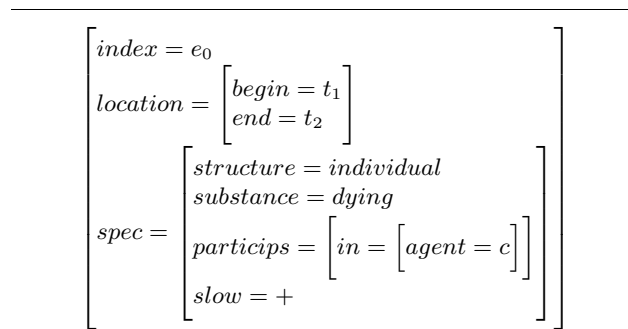 index = e₀
location = [begin = t₁
end = t₂]
spec = [structure = individual
substance = dying
particips = [in = [agent = c]]
slow = +]